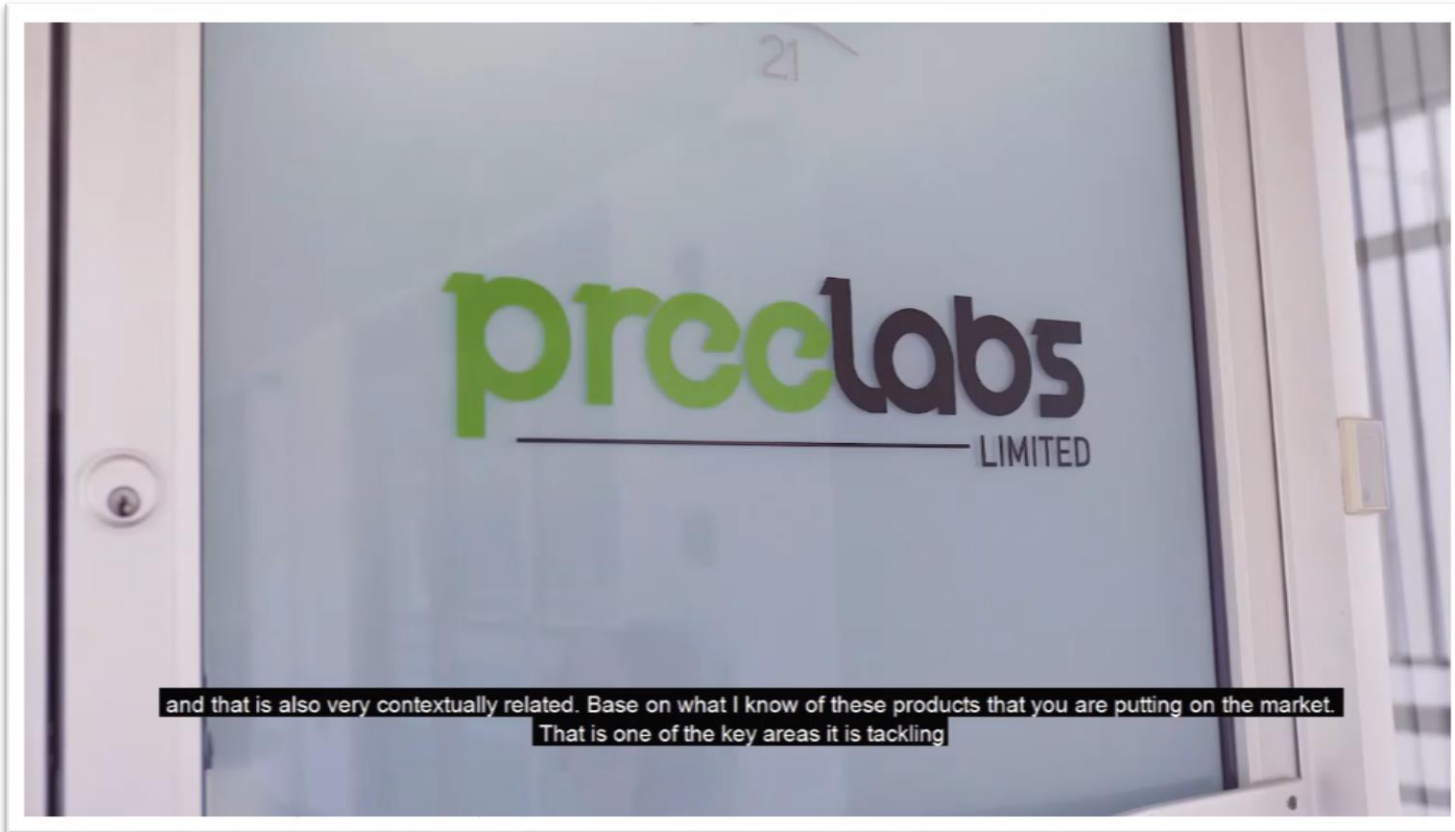 21
preelabs
LIMITED
and that is also very contextually related. Base on what I know of these products that you are putting on the market.
That is one of the key areas it is tackling